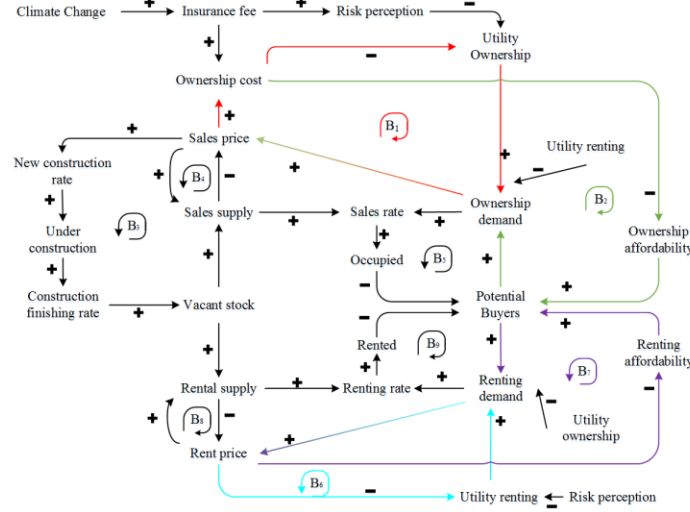 Climate Change + Insurance fee + Risk perception −
+
Utility
Ownership
−
Ownership cost
+
+ Sales price
B1
New construction
rate
+ B4 −
+
+
Utility renting
−
+
B3
Sales supply + Sales rate + Ownership
demand
B2
−
Under
construction
+
Occupied
B5
+
Ownership
affordability
+
Construction
finishing rate
+
Vacant stock
+
−
−
Potential
Buyers
+
+
+
Rented
B9
+
B7
Renting
affordability
Rental supply + Renting rate + Renting
demand
−
−
+
B8
−
+
+
Utility
ownership
Rent price
B6
−
Utility renting − Risk perception